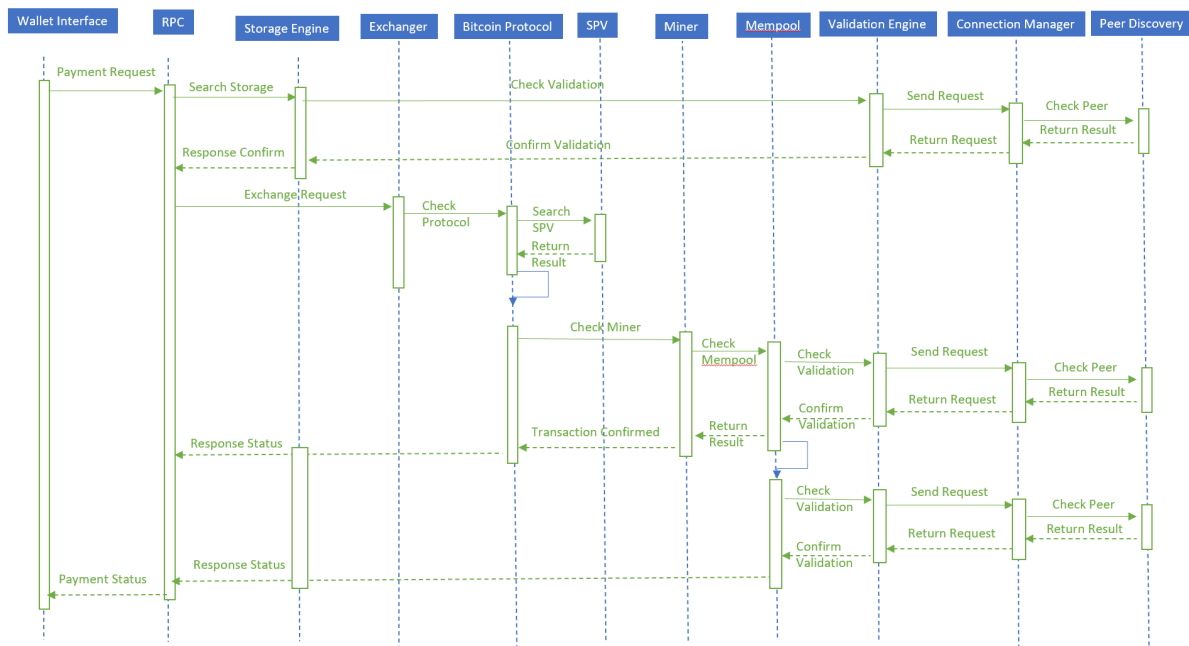 Wallet Interface
RPC
Storage Engine
Exchanger
Bitcoin Protocol
SPV
Miner
Mempool
Validation Engine
Connection Manager
Peer Discovery
Payment Request
Search Storage
Check Validation
Send Request
Check Peer
Return Result
Return Request
Confirm Validation
Response Confirm
Exchange Request
Check
Protocol
Search
SPV
Return
Result
Check Miner
Check
Mempool
Check
Validation
Send Request
Check Peer
Return Result
Return Request
Confirm
Validation
Return
Result
Transaction Confirmed
Response Status
Check
Validation
Send Request
Check Peer
Return Result
Return Request
Confirm
Validation
Response Status
Payment Status